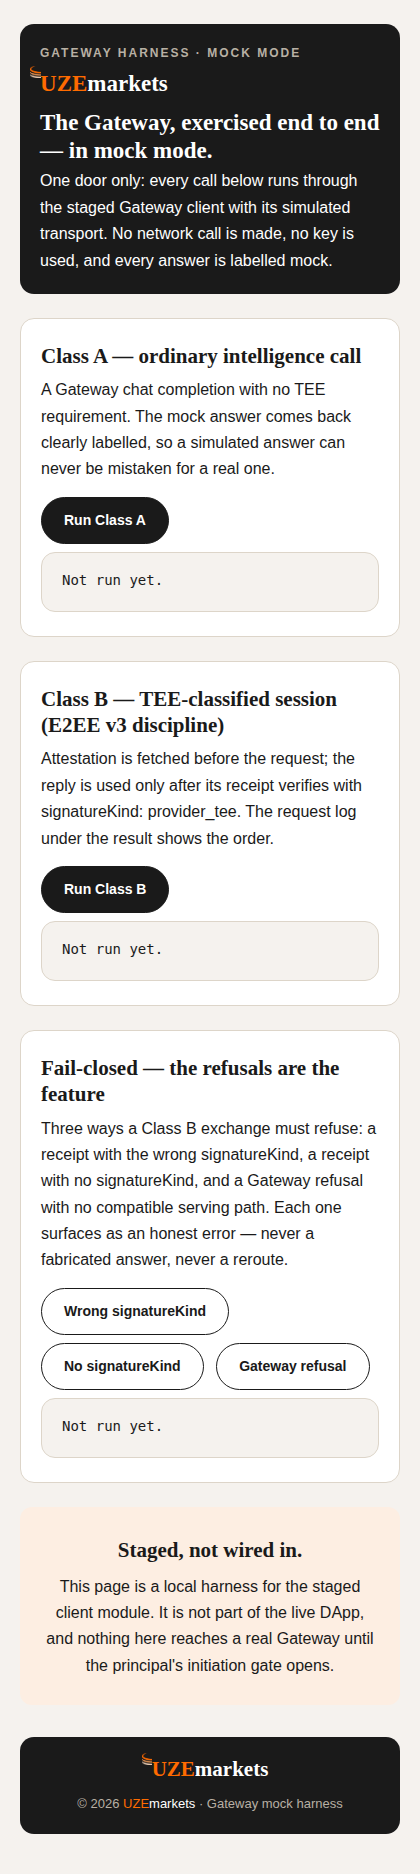 GATEWAY HARNESS · MOCK MODE
UZEmarkets
The Gateway, exercised end to end
— in mock mode.
One door only: every call below runs through
the staged Gateway client with its simulated
transport. No network call is made, no key is
used, and every answer is labelled mock.
Class A — ordinary intelligence call
A Gateway chat completion with no TEE
requirement. The mock answer comes back
clearly labelled, so a simulated answer can
never be mistaken for a real one.
Run Class A
Not run yet.
Class B — TEE-classified session
(E2EE v3 discipline)
Attestation is fetched before the request; the
reply is used only after its receipt verifies with
signatureKind: provider_tee. The request log
under the result shows the order.
Run Class B
Not run yet.
Fail-closed — the refusals are the
feature
Three ways a Class B exchange must refuse: a
receipt with the wrong signatureKind, a receipt
with no signatureKind, and a Gateway refusal
with no compatible serving path. Each one
surfaces as an honest error — never a
fabricated answer, never a reroute.
Wrong signatureKind
No signatureKind Gateway refusal
Not run yet.
Staged, not wired in.
This page is a local harness for the staged
client module. It is not part of the live DApp,
and nothing here reaches a real Gateway until
the principal's initiation gate opens.
UZEmarkets
© 2026 UZEmarkets · Gateway mock harness